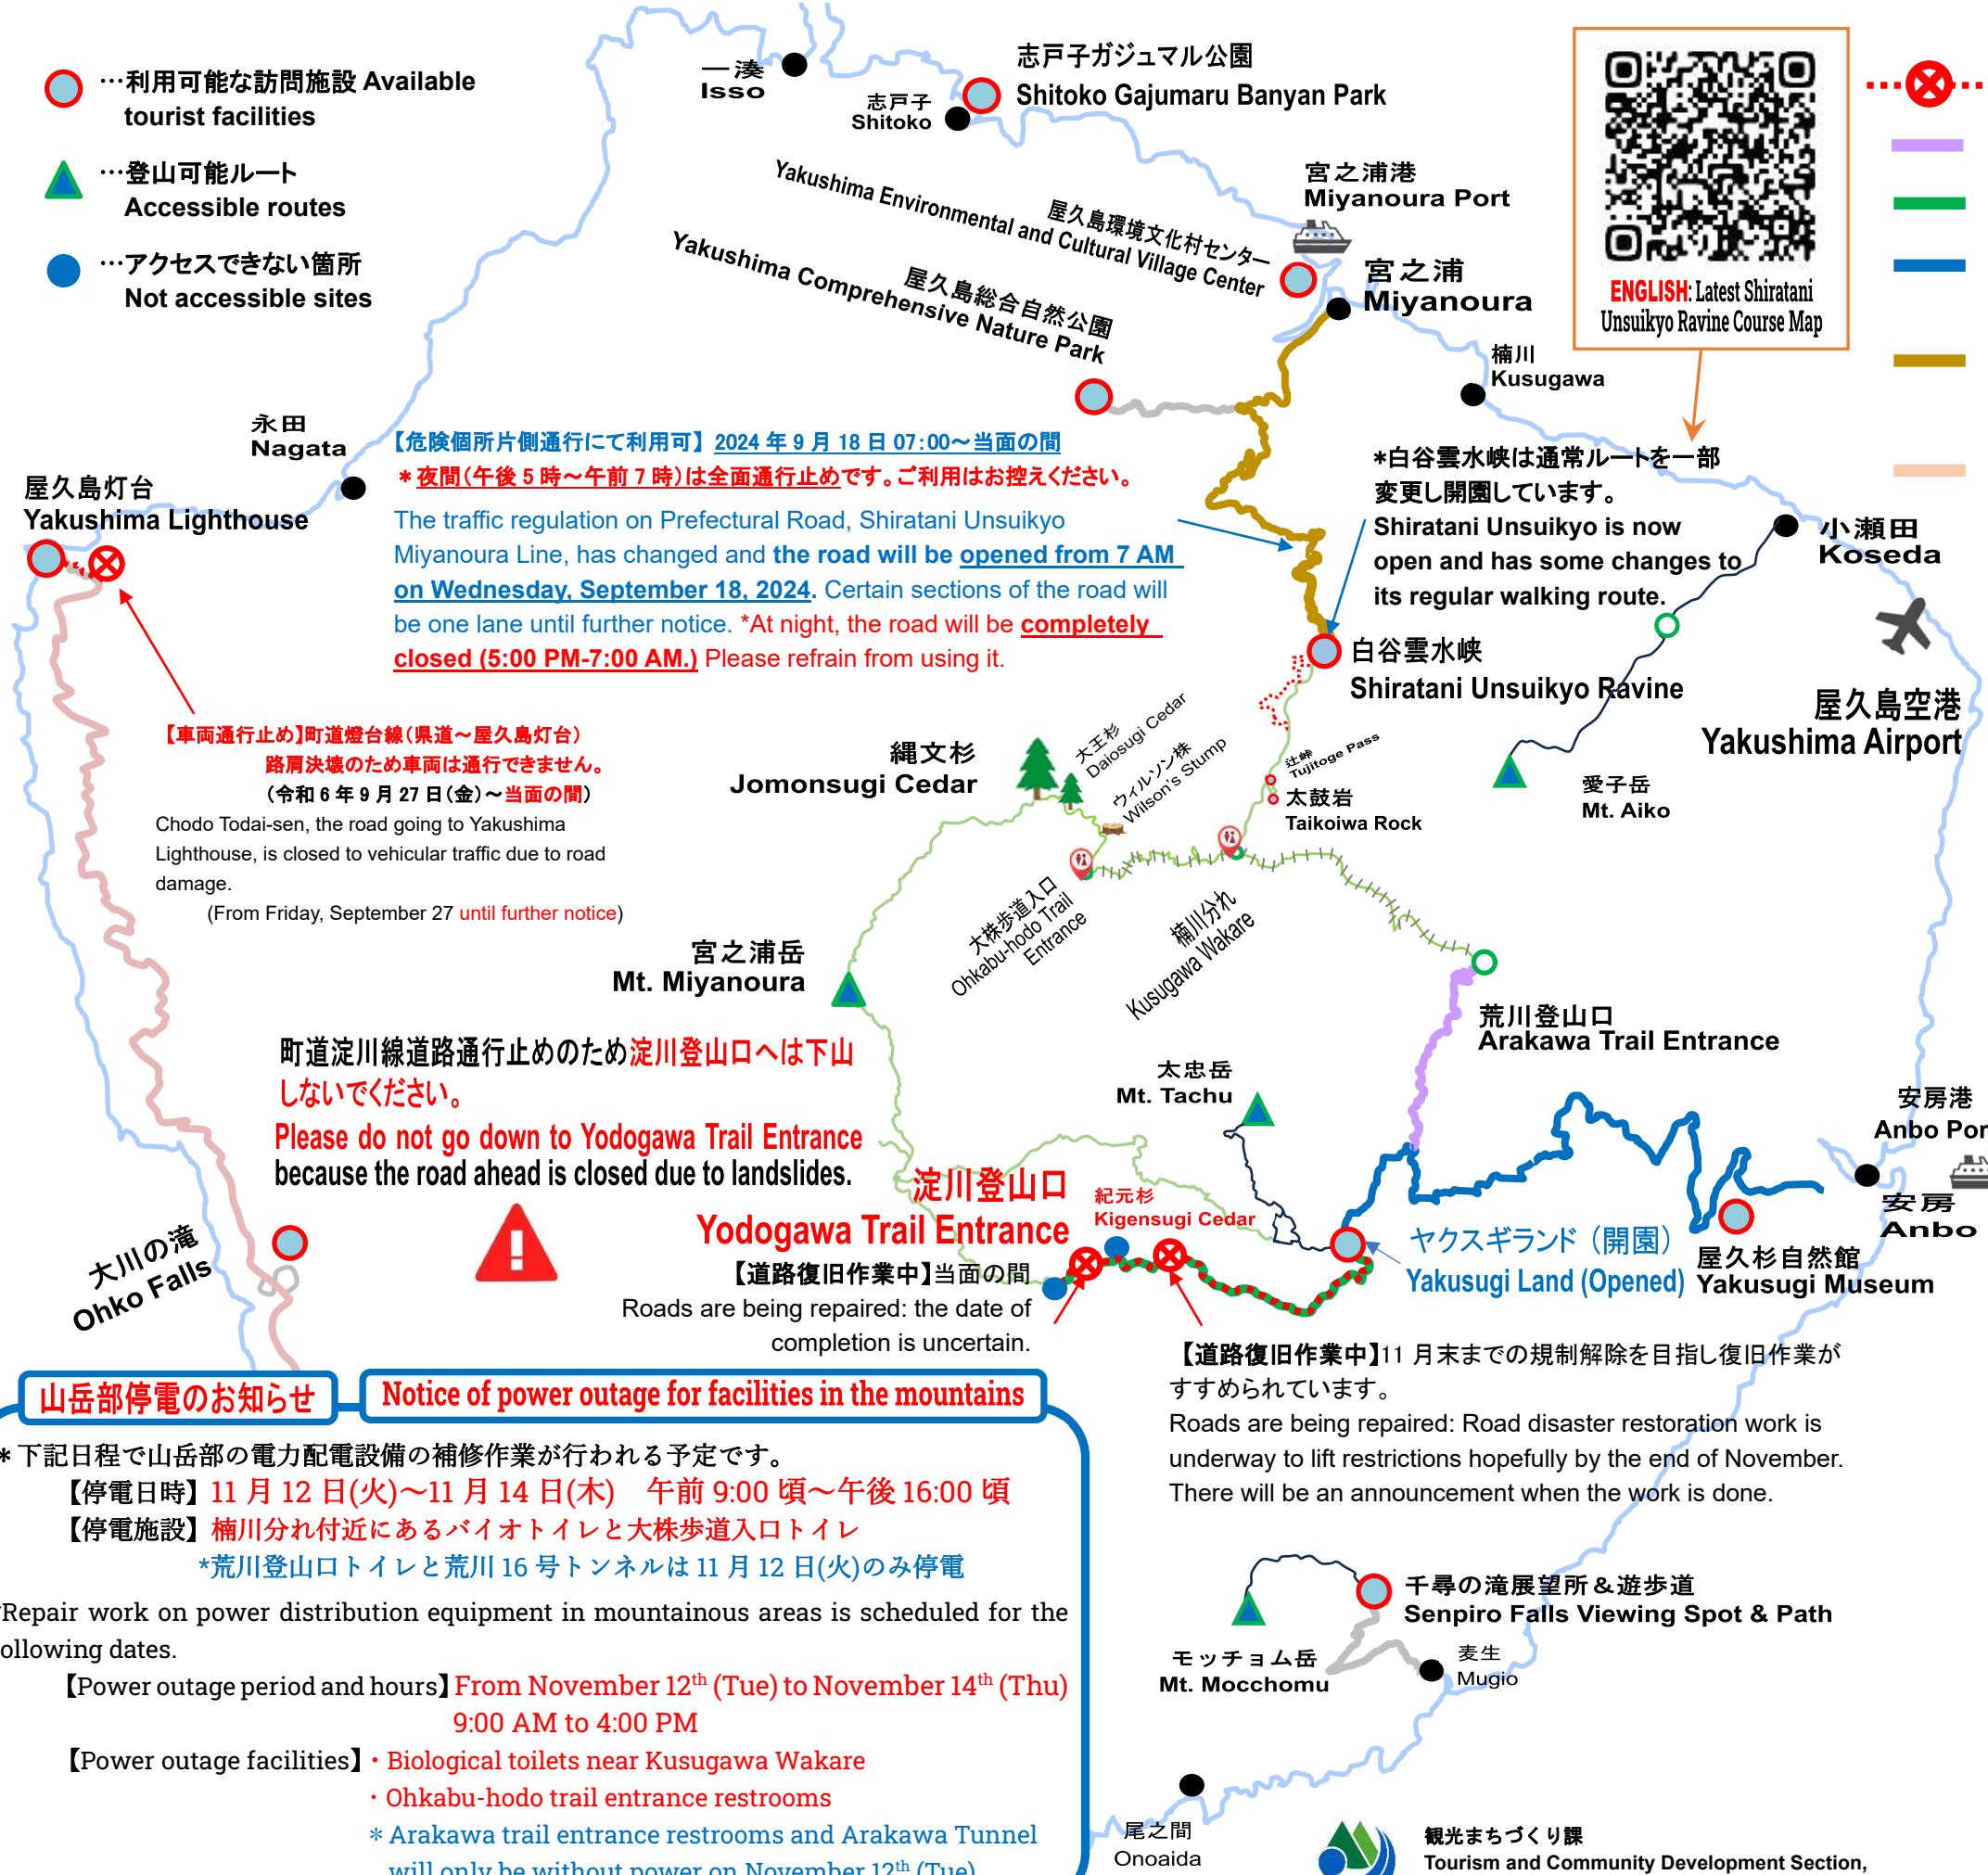 …利用可能な訪問施設 Available
tourist facilities
…登山可能ルート
Accessible routes
…アクセスできない箇所
Not accessible sites
一湊
Isso
志戸子
Shitoko
志戸子ガジュマル公園
Shitoko Gajumaru Banyan Park
宮之浦港
Miyanoura Port
屋久島環境文化村センター
Yakushima Environmental and Cultural Village Center
屋久島総合自然公園
Yakushima Comprehensive Nature Park
宮之浦
Miyanoura
ENGLISH: Latest Shiratani
Unsuikyo Ravine Course Map
楠川
Kusugawa
永田
Nagata
屋久島灯台
Yakushima Lighthouse
【危険個所片側通行にて利用可】 2024 年 9 月 18 日 07:00～当面の間
＊夜間(午後 5 時～午前 7 時)は全面通行止めです。ご利用はお控えください。
The traffic regulation on Prefectural Road, Shiratani Unsuikyo
Miyanoura Line, has changed and the road will be opened from 7 AM
on Wednesday, September 18, 2024. Certain sections of the road will
be one lane until further notice. *At night, the road will be completely
closed (5:00 PM-7:00 AM.) Please refrain from using it.
*白谷雲水峡は通常ルートを一部
変更し開園しています。
Shiratani Unsuikyo is now
open and has some changes to
its regular walking route.
小瀬田
Koseda
白谷雲水峡
Shiratani Unsuikyo Ravine
屋久島空港
Yakushima Airport
【車両通行止め】町道燈台線(県道～屋久島灯台)
路肩決壊のため車両は通行できません。
(令和 6 年 9 月 27 日(金)～当面の間)
Chodo Todai-sen, the road going to Yakushima
Lighthouse, is closed to vehicular traffic due to road
damage.
(From Friday, September 27 until further notice)
縄文杉
Jomonsugi Cedar
大王杉
Daiosugi Cedar
ウィルソン株
Wilson's Stump
辻峠
Tujitoge Pass
太鼓岩
Taikoiwa Rock
愛子岳
Mt. Aiko
大株歩道入口
Ohkabu-hodo Trail
Entrance
楠川分れ
Kusugawa Wakare
宮之浦岳
Mt. Miyanoura
荒川登山口
Arakawa Trail Entrance
町道淀川線道路通行止めのため淀川登山口へは下山
しないでください。
Please do not go down to Yodogawa Trail Entrance
because the road ahead is closed due to landslides.
太忠岳
Mt. Tachu
安房港
Anbo Por
安房
Anbo
淀川登山口
Yodogawa Trail Entrance
紀元杉
Kigensugi Cedar
ヤクスギランド（開園）
Yakusugi Land (Opened)
屋久杉自然館
Yakusugi Museum
大川の滝
Ohko Falls
【道路復旧作業中】当面の間
Roads are being repaired: the date of
completion is uncertain.
【道路復旧作業中】11 月末までの規制解除を目指し復旧作業が
すすめられています。
Roads are being repaired: Road disaster restoration work is
underway to lift restrictions hopefully by the end of November.
There will be an announcement when the work is done.
山岳部停電のお知らせ
Notice of power outage for facilities in the mountains
＊下記日程で山岳部の電力配電設備の補修作業が行われる予定です。
【停電日時】 11 月 12 日(火)～11 月 14 日(木)　午前 9:00 頃～午後 16:00 頃
【停電施設】 楠川分れ付近にあるバイオトイレと大株歩道入口トイレ
*荒川登山口トイレと荒川 16 号トンネルは 11 月 12 日(火)のみ停電
Repair work on power distribution equipment in mountainous areas is scheduled for the
ollowing dates.
【Power outage period and hours】From November 12th (Tue) to November 14th (Thu)
9:00 AM to 4:00 PM
【Power outage facilities】・Biological toilets near Kusugawa Wakare
・Ohkabu-hodo trail entrance restrooms
＊Arakawa trail entrance restrooms and Arakawa Tunnel
will only be without power on November 12th (Tue)
千尋の滝展望所＆遊歩道
Senpiro Falls Viewing Spot & Path
モッチョム岳
Mt. Mocchomu
麦生
Mugio
尾之間
Onoaida
観光まちづくり課
Tourism and Community Development Section,